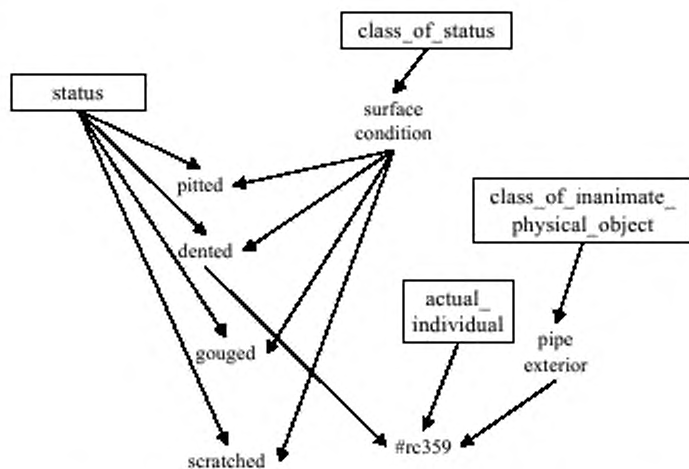 class_of_status
status
surface
condition
pitted
class_of_inanimate_
physical_object
dented
actual_
individual
pipe
exterior
gouged
#rc359
scratched